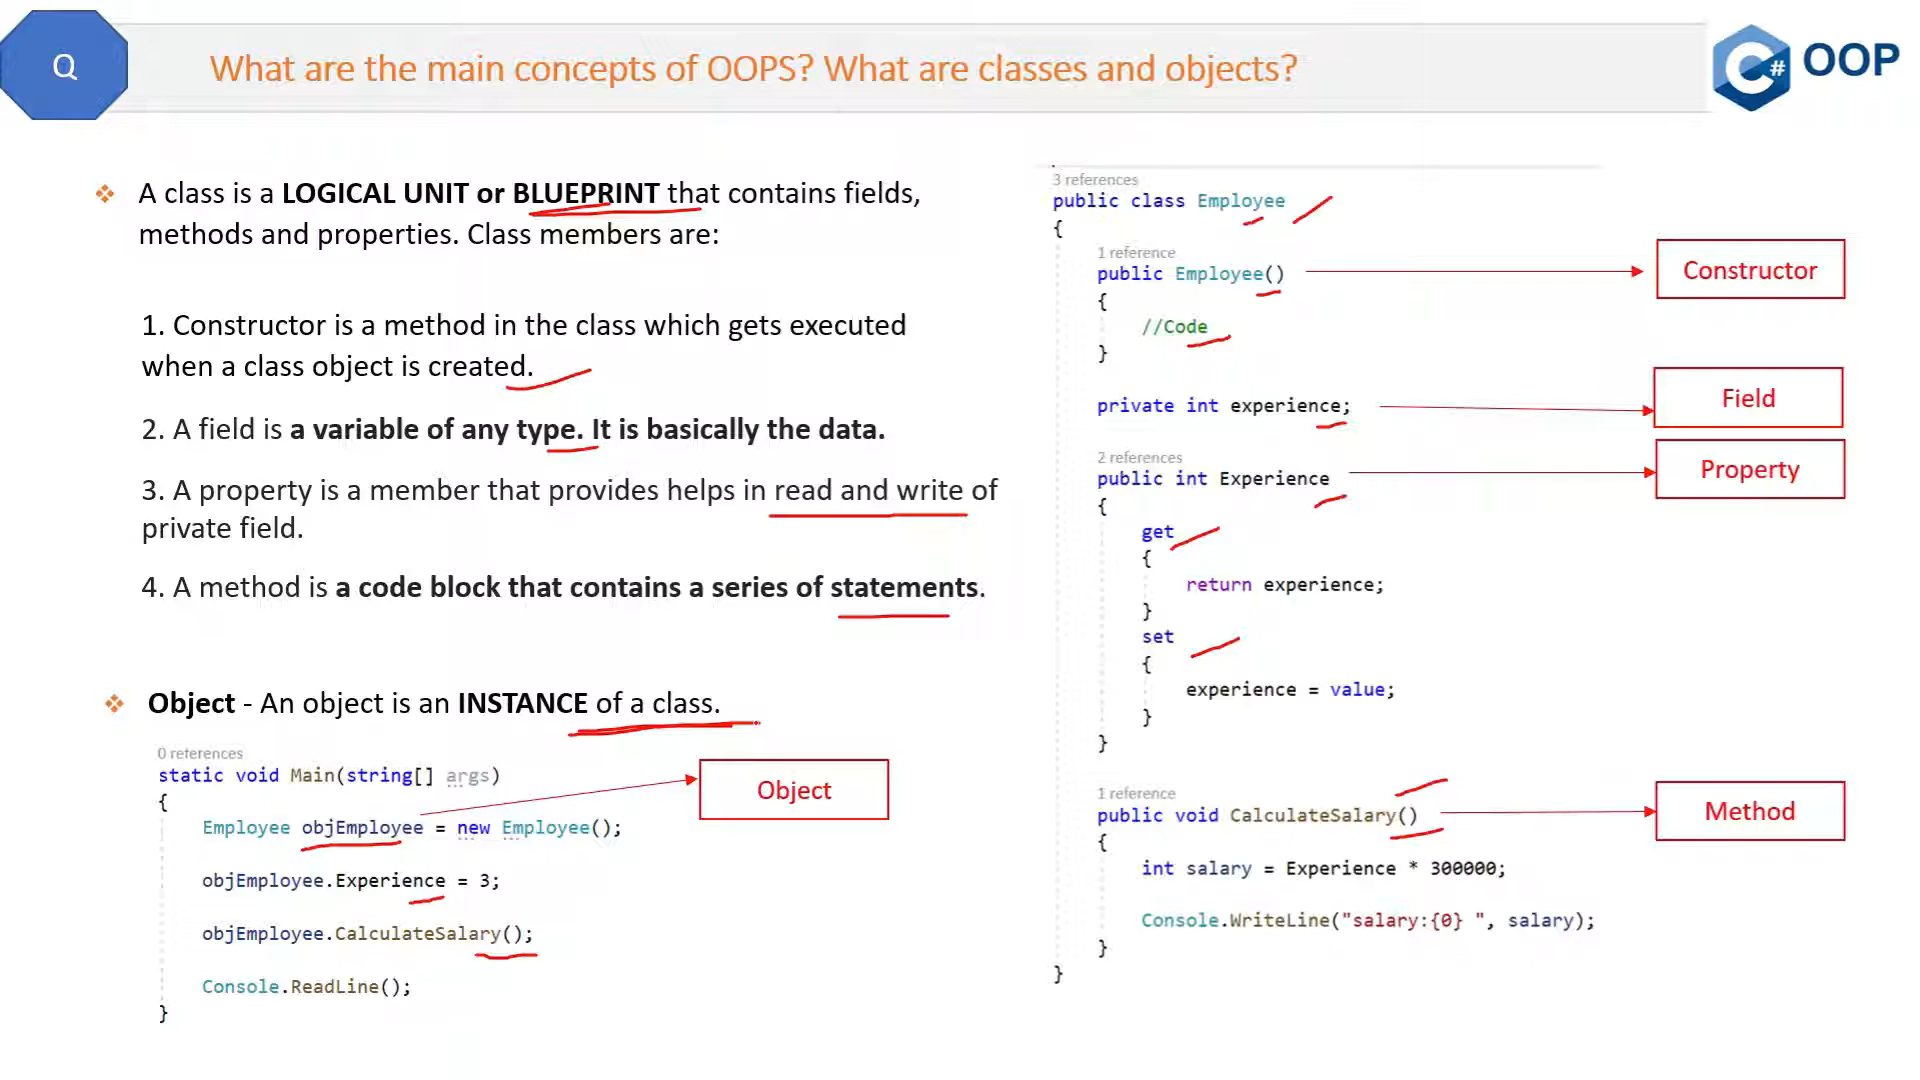 Q
What are the main concepts of OOPS? What are classes and objects?
C# OOP
A class is a LOGICAL UNIT or BLUEPRINT that contains fields,
methods and properties. Class members are:
1. Constructor is a method in the class which gets executed
when a class object is created.
2. A field is a variable of any type. It is basically the data.
3. A property is a member that provides helps in read and write of
private field.
4. A method is a code block that contains a series of statements.
Object - An object is an INSTANCE of a class.
0 references
static void Main(string[] args)
{
Employee objEmployee = new Employee();
objEmployee.Experience = 3;
objEmployee.CalculateSalary();
Console.ReadLine();
}
Object
3 references
public class Employee
{
1 reference
public Employee()
{
//Code
}
private int experience;
2 references
public int Experience
{
get
{
return experience;
}
set
{
experience = value;
}
}
1 reference
public void CalculateSalary()
{
int salary = Experience * 300000;
Console.WriteLine("salary:{0} ", salary);
}
}
Constructor
Field
Property
Method